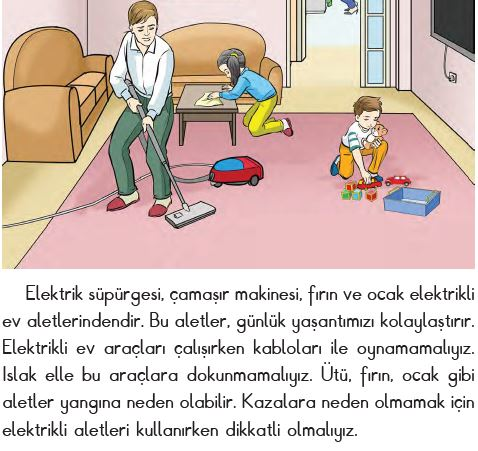 Elektrik süpürgesi, çamaşır makinesi, fırın ve ocak elektrikli
ev aletlerindendir. Bu aletler, günlük yaşantımızı kolaylaştırır.
Elektrikli ev araçları çalışırken kabloları ile oynamamalıyız.
Islak elle bu araçlara dokunmamalıyız. Ütü, fırın, ocak gibi
aletler yangına neden olabilir. Kazalara neden olmamak için
elektrikli aletleri kullanırken dikkatli olmalıyız.